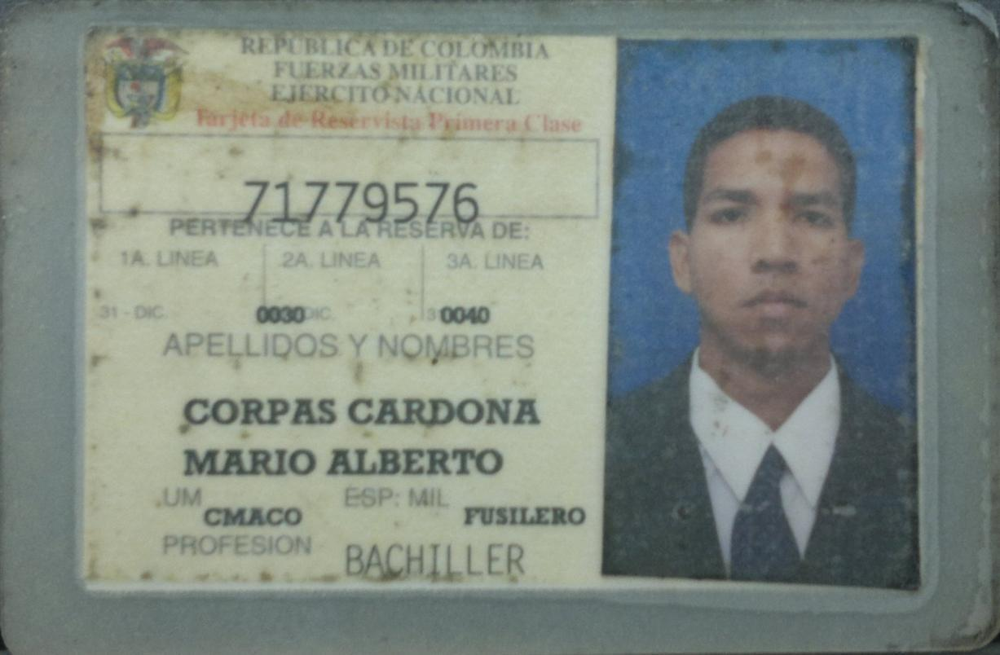 REPUBLICA DE COLOMBIA
FUERZAS MILITARES
EJERCITO NACIONAL
Tarjeta de Reservista Primera Clase
71779576
PERTENECE A LA RESERVA DE:
1A. LINEA 2A. LINEA 3A. LINEA
31 - DIC. 0030 DIC. 3 0040
APELLIDOS Y NOMBRES
CORPAS CARDONA
MARIO ALBERTO
UM ESP: MIL
CMACO FUSILERO
PROFESION BACHILLER